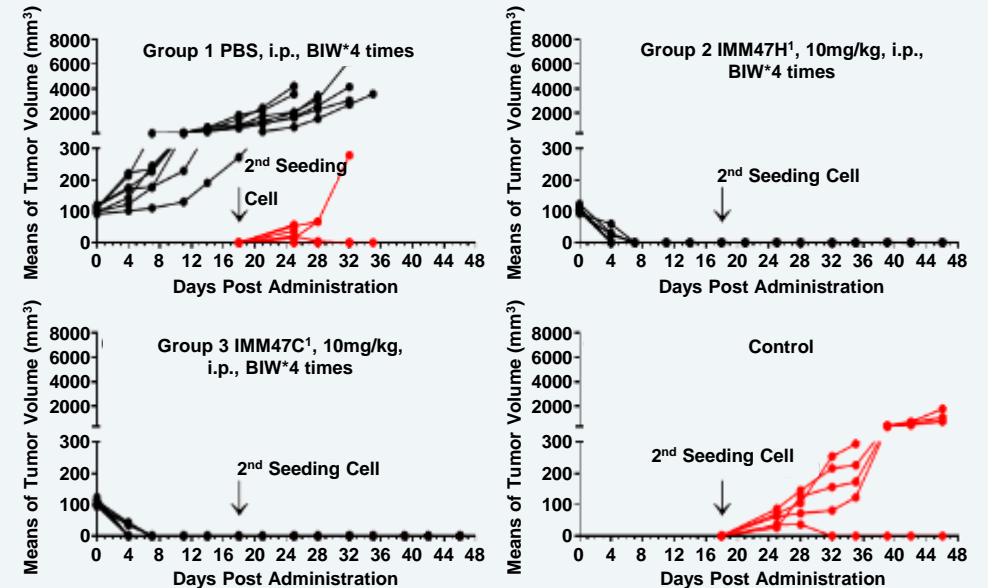 Means of Tumor Volume (mm³)
8000
6000
4000
2000
300
200
100
0
Group 1 PBS, i.p., BIW*4 times
2nd Seeding
Cell
0 4 8 12 16 20 24 28 32 36 40 44 48
Days Post Administration
Means of Tumor Volume (mm³)
8000
6000
4000
2000
300
200
100
0
Group 2 IMM47H¹, 10mg/kg, i.p.,
BIW*4 times
2nd Seeding Cell
0 4 8 12 16 20 24 28 32 36 40 44 48
Days Post Administration
Means of Tumor Volume (mm³)
8000
6000
4000
2000
300
200
100
0
Group 3 IMM47C¹, 10mg/kg,
i.p., BIW*4 times
2nd Seeding Cell
0 4 8 12 16 20 24 28 32 36 40 44 48
Days Post Administration
Means of Tumor Volume (mm³)
8000
6000
4000
2000
300
200
100
0
Control
2nd Seeding Cell
0 4 8 12 16 20 24 28 32 36 40 44 48
Days Post Administration